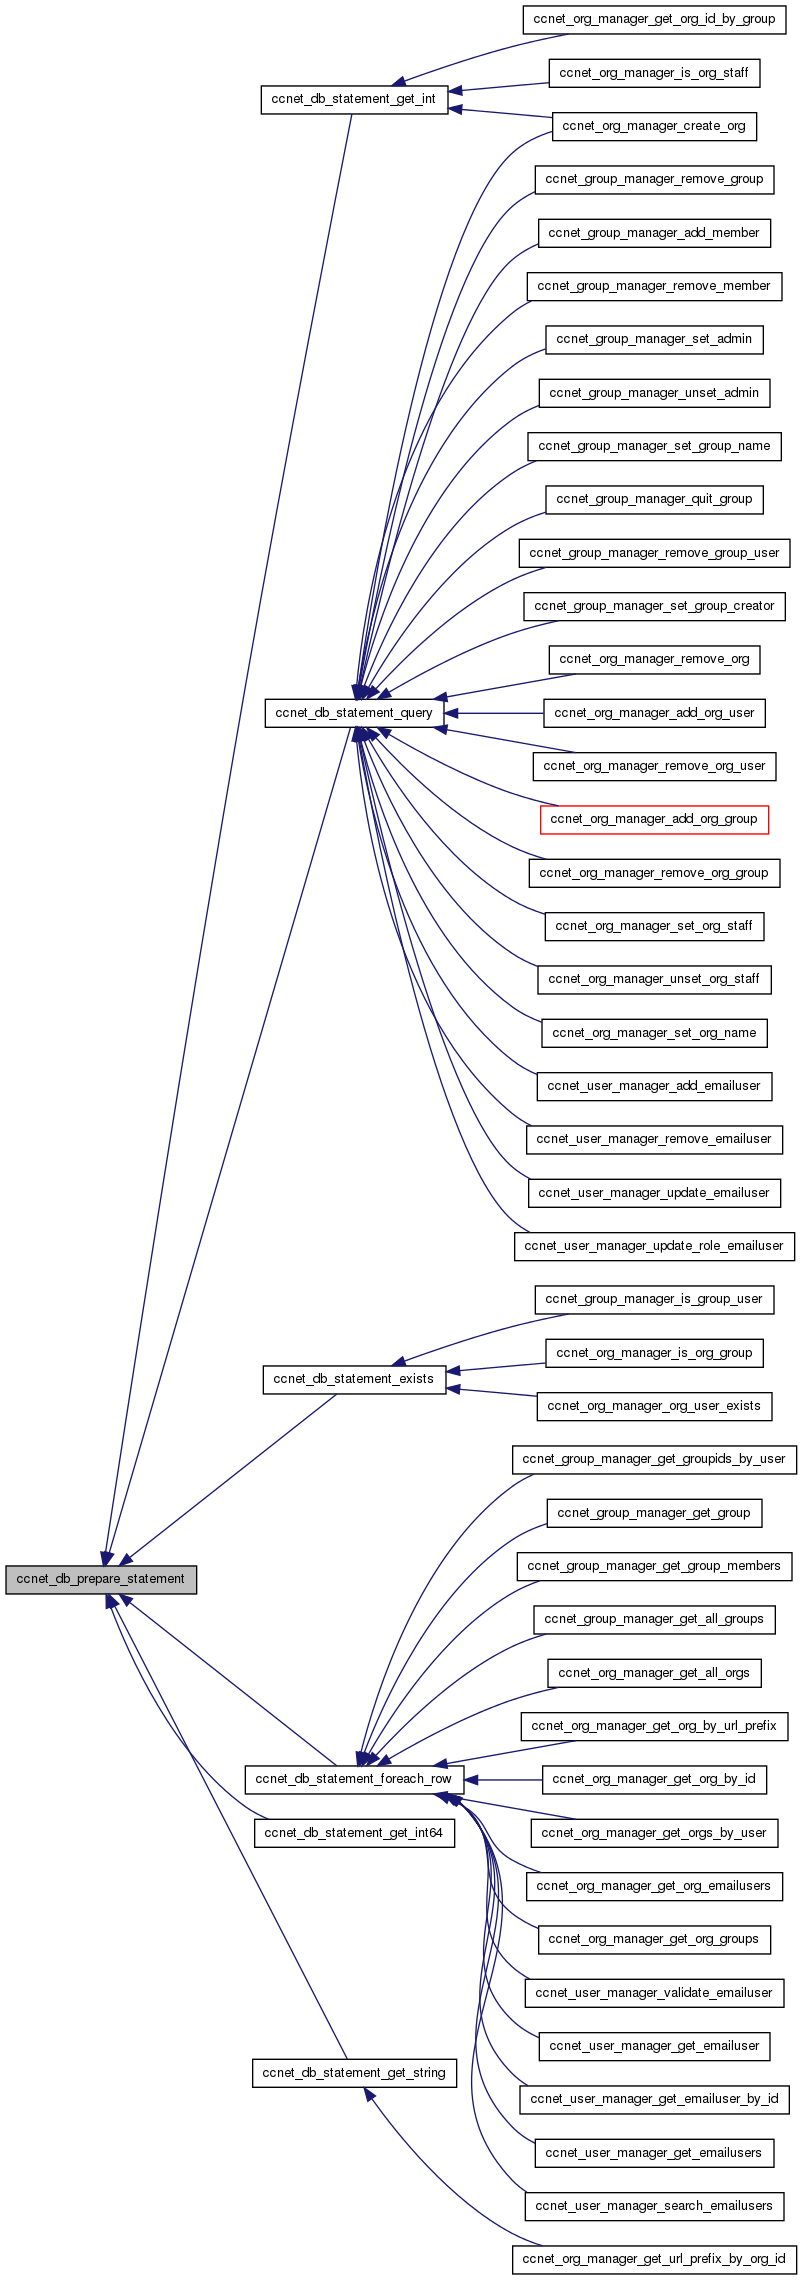 ccnet_org_manager_get_org_id_by_group
ccnet_org_manager_is_org_staff
ccnet_db_statement_get_int
ccnet_org_manager_create_org
ccnet_group_manager_remove_group
ccnet_group_manager_add_member
ccnet_group_manager_remove_member
ccnet_group_manager_set_admin
ccnet_group_manager_unset_admin
ccnet_group_manager_set_group_name
ccnet_group_manager_quit_group
ccnet_group_manager_remove_group_user
ccnet_group_manager_set_group_creator
ccnet_org_manager_remove_org
ccnet_db_statement_query
ccnet_org_manager_add_org_user
ccnet_org_manager_remove_org_user
ccnet_org_manager_add_org_group
ccnet_org_manager_remove_org_group
ccnet_org_manager_set_org_staff
ccnet_org_manager_unset_org_staff
ccnet_org_manager_set_org_name
ccnet_user_manager_add_emailuser
ccnet_user_manager_remove_emailuser
ccnet_user_manager_update_emailuser
ccnet_user_manager_update_role_emailuser
ccnet_group_manager_is_group_user
ccnet_org_manager_is_org_group
ccnet_db_statement_exists
ccnet_org_manager_org_user_exists
ccnet_group_manager_get_groupids_by_user
ccnet_group_manager_get_group
ccnet_group_manager_get_group_members
ccnet_db_prepare_statement
ccnet_group_manager_get_all_groups
ccnet_org_manager_get_all_orgs
ccnet_org_manager_get_org_by_url_prefix
ccnet_db_statement_foreach_row
ccnet_org_manager_get_org_by_id
ccnet_db_statement_get_int64
ccnet_org_manager_get_orgs_by_user
ccnet_org_manager_get_org_emailusers
ccnet_org_manager_get_org_groups
ccnet_user_manager_validate_emailuser
ccnet_user_manager_get_emailuser
ccnet_db_statement_get_string
ccnet_user_manager_get_emailuser_by_id
ccnet_user_manager_get_emailusers
ccnet_user_manager_search_emailusers
ccnet_org_manager_get_url_prefix_by_org_id